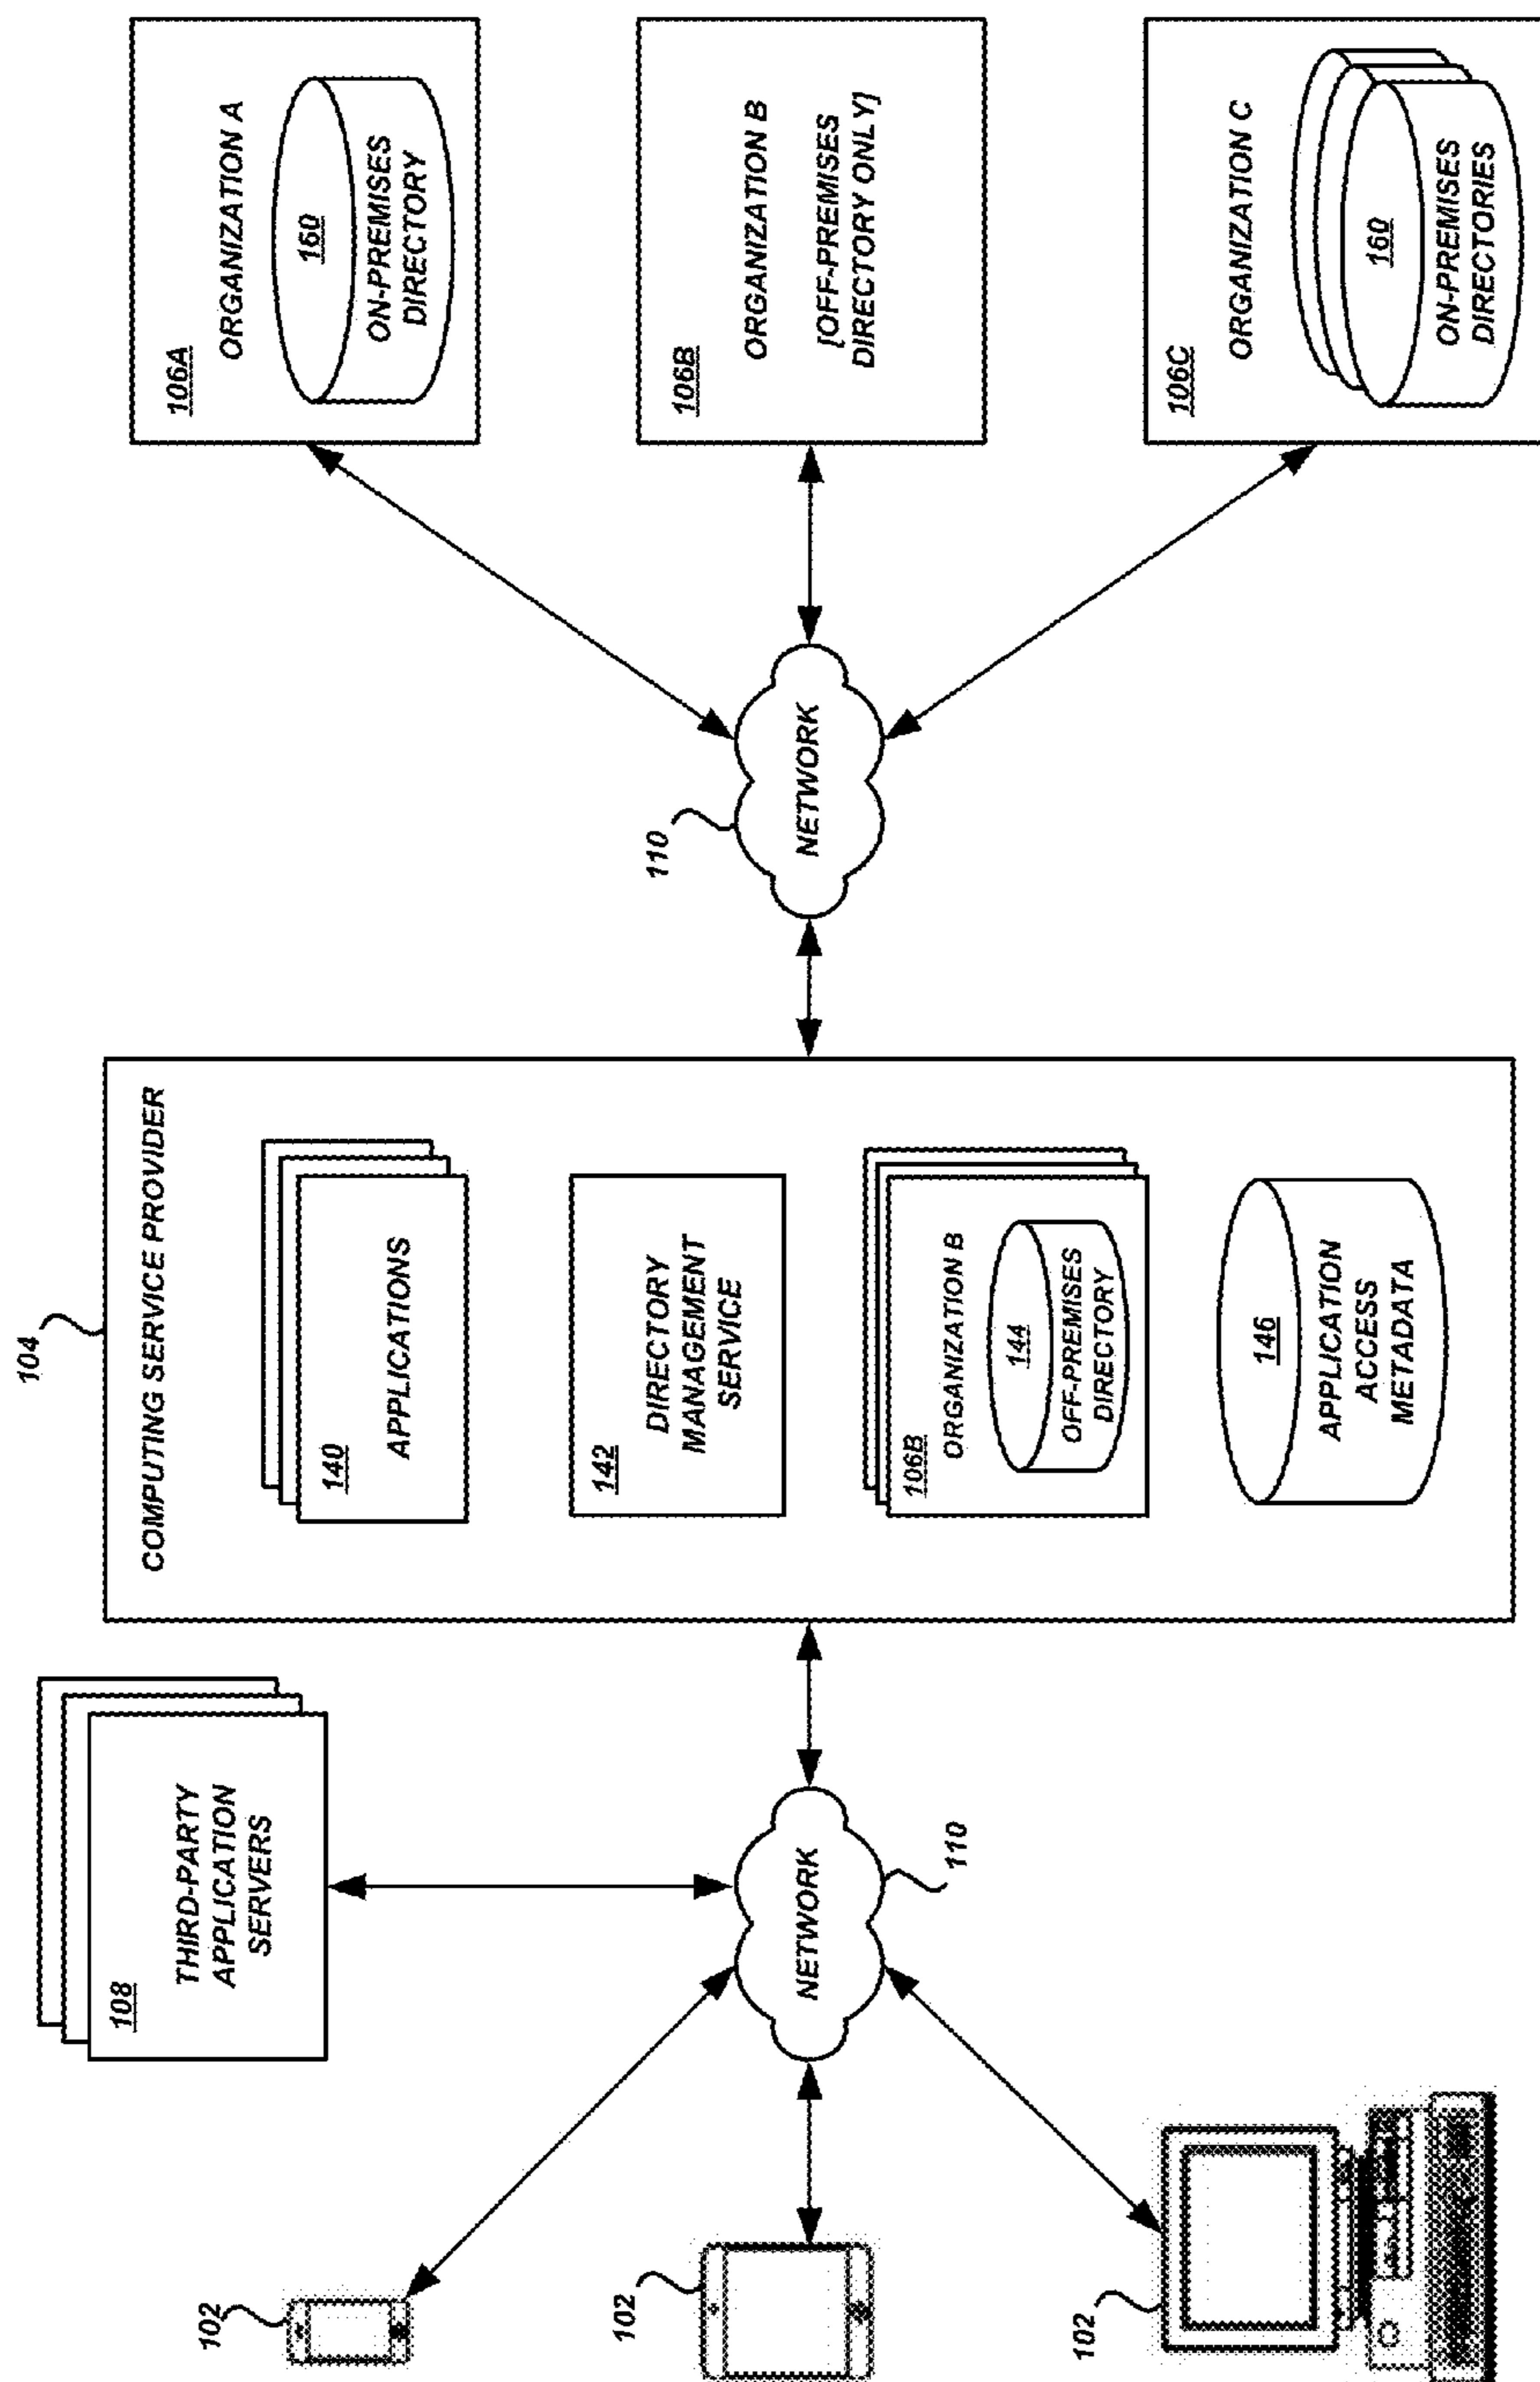 102
102
102
108
THIRD-PARTY
APPLICATION
SERVERS
NETWORK
110
104
COMPUTING SERVICE PROVIDER
140
APPLICATIONS
142
DIRECTORY
MANAGEMENT
SERVICE
106B
ORGANIZATION B
144
OFF-PREMISES
DIRECTORY
146
APPLICATION
ACCESS
METADATA
110
NETWORK
106A
ORGANIZATION A
160
ON-PREMISES
DIRECTORY
106B
ORGANIZATION B
[OFF-PREMISES
DIRECTORY ONLY]
106C
ORGANIZATION C
160
ON-PREMISES
DIRECTORIES